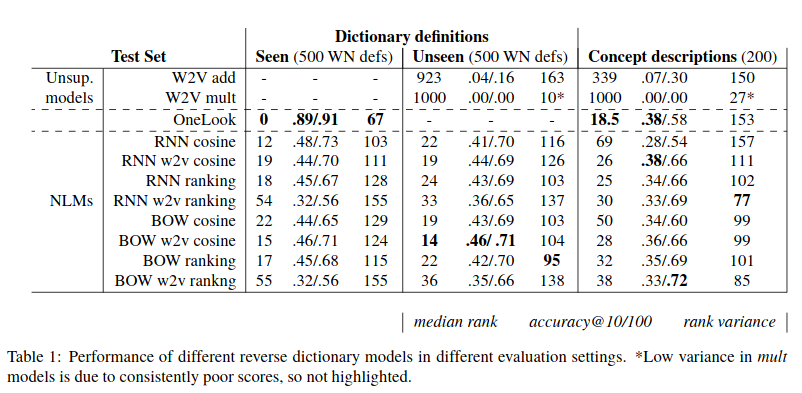 Dictionary definitions
Test Set Seen (500 WN defs) Unseen (500 WN defs) Concept descriptions (200)
Unsup. W2V add - - - 923 .04/.16 163 339 .07/.30 150
models W2V mult - - - 1000 .00/.00 10* 1000 .00/.00 27*
OneLook 0 .89/.91 67 - - - 18.5 .38/.58 153
RNN cosine 12 .48/.73 103 22 .41/.70 116 69 .28/.54 157
RNN w2v cosine 19 .44/.70 111 19 .44/.69 126 26 .38/.66 111
RNN ranking 18 .45/.67 128 24 .43/.69 103 25 .34/.66 102
NLMs RNN w2v ranking 54 .32/.56 155 33 .36/.65 137 30 .33/.69 77
BOW cosine 22 .44/.65 129 19 .43/.69 103 50 .34/.60 99
BOW w2v cosine 15 .46/.71 124 14 .46/ .71 104 28 .36/.66 99
BOW ranking 17 .45/.68 115 22 .42/.70 95 32 .35/.69 101
BOW w2v rankng 55 .32/.56 155 36 .35/.66 138 38 .33/.72 85
median rank accuracy@10/100 rank variance
Table 1: Performance of different reverse dictionary models in different evaluation settings. *Low variance in mult
models is due to consistently poor scores, so not highlighted.